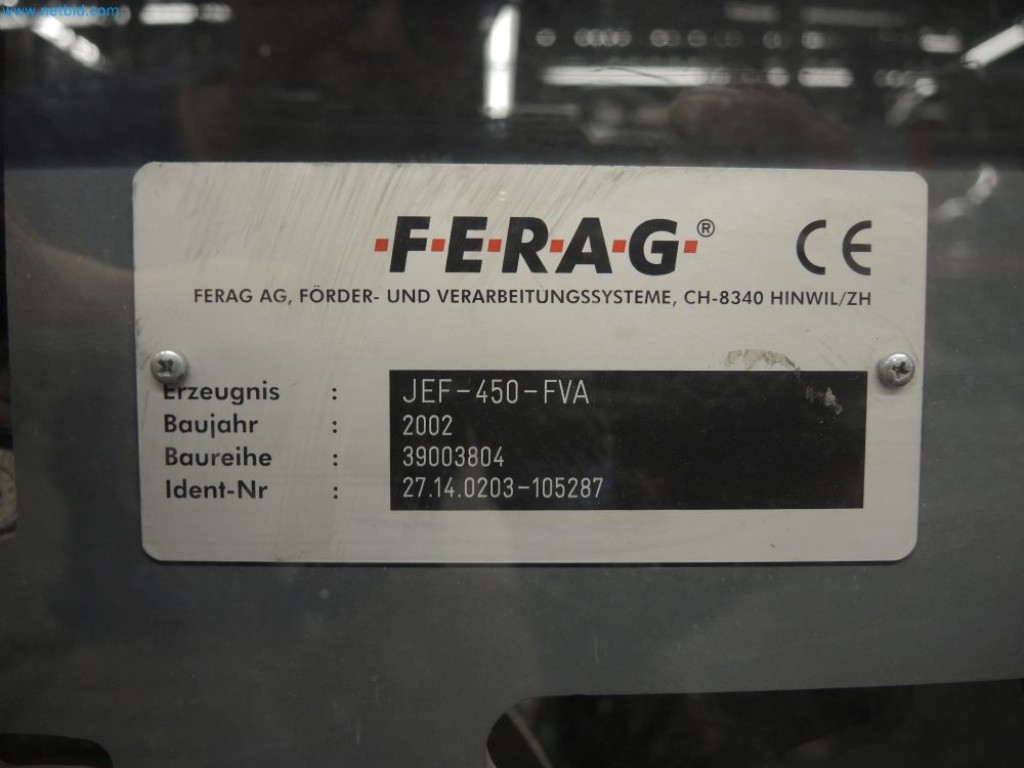 www.netbid.com
·F·E·R·A·G·® CE
FERAG AG, FÖRDER- UND VERARBEITUNGSSYSTEME, CH-8340 HINWIL/ZH
Erzeugnis : JEF-450-FVA
Baujahr : 2002
Baureihe : 39003804
Ident-Nr : 27.14.0203-105287